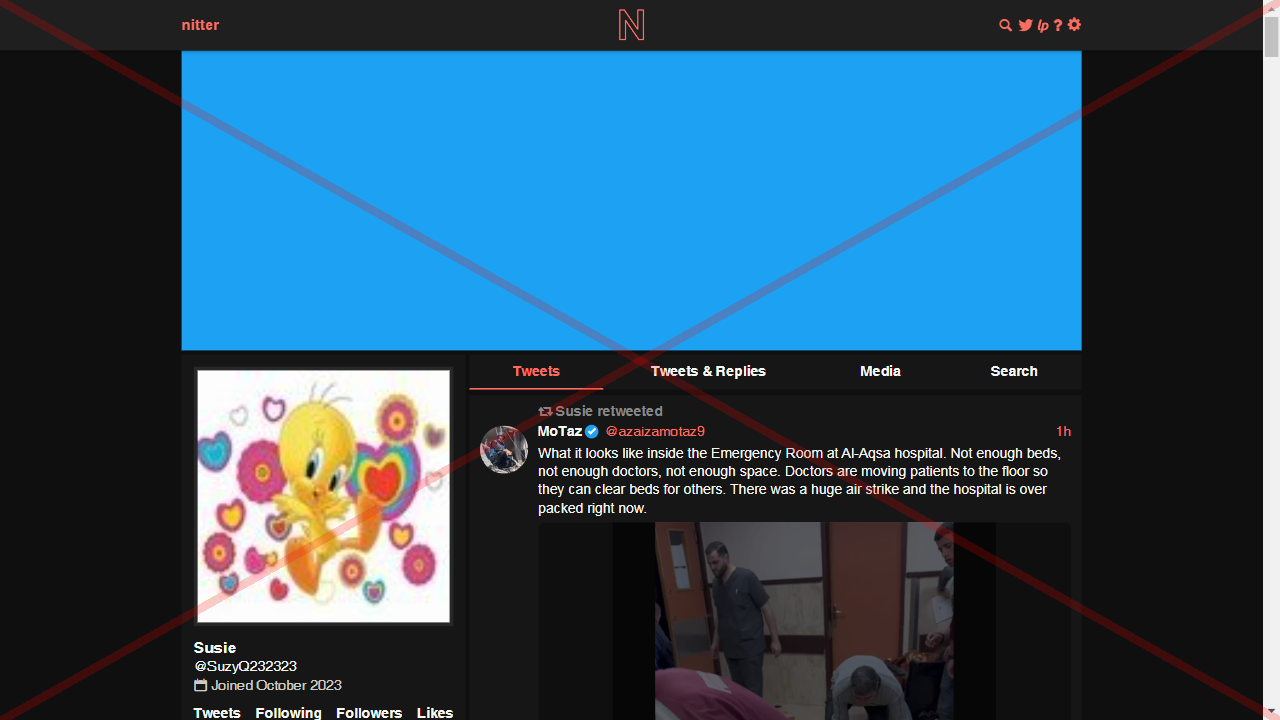 nitter
N
lp ?
Tweets
Tweets & Replies
Media
Search
Susie retweeted
MoTaz @azaizamotaz9 1h
What it looks like inside the Emergency Room at Al-Aqsa hospital. Not enough beds,
not enough doctors, not enough space. Doctors are moving patients to the floor so
they can clear beds for others. There was a huge air strike and the hospital is over
packed right now.
Susie
@SuzyQ232323
Joined October 2023
Tweets Following Followers Likes